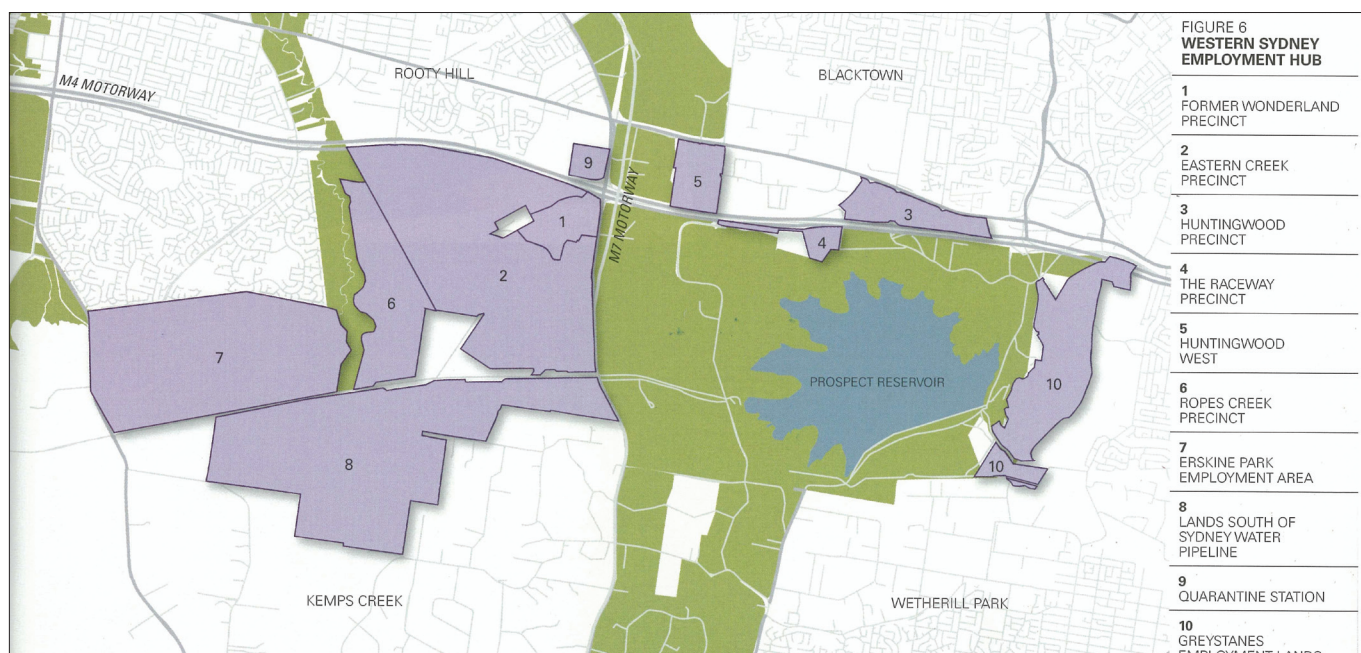 M4 MOTORWAY
ROOTY HILL
BLACKTOWN
M7 MOTORWAY
9
5
1
3
4
2
6
7
PROSPECT RESERVOIR
10
8
10
KEMPS CREEK
WETHERILL PARK
FIGURE 6
WESTERN SYDNEY
EMPLOYMENT HUB
1
FORMER WONDERLAND
PRECINCT
2
EASTERN CREEK
PRECINCT
3
HUNTINGWOOD
PRECINCT
4
THE RACEWAY
PRECINCT
5
HUNTINGWOOD
WEST
6
ROPES CREEK
PRECINCT
7
ERSKINE PARK
EMPLOYMENT AREA
8
LANDS SOUTH OF
SYDNEY WATER
PIPELINE
9
QUARANTINE STATION
10
GREYSTANES
EMPLOYMENT LANDS